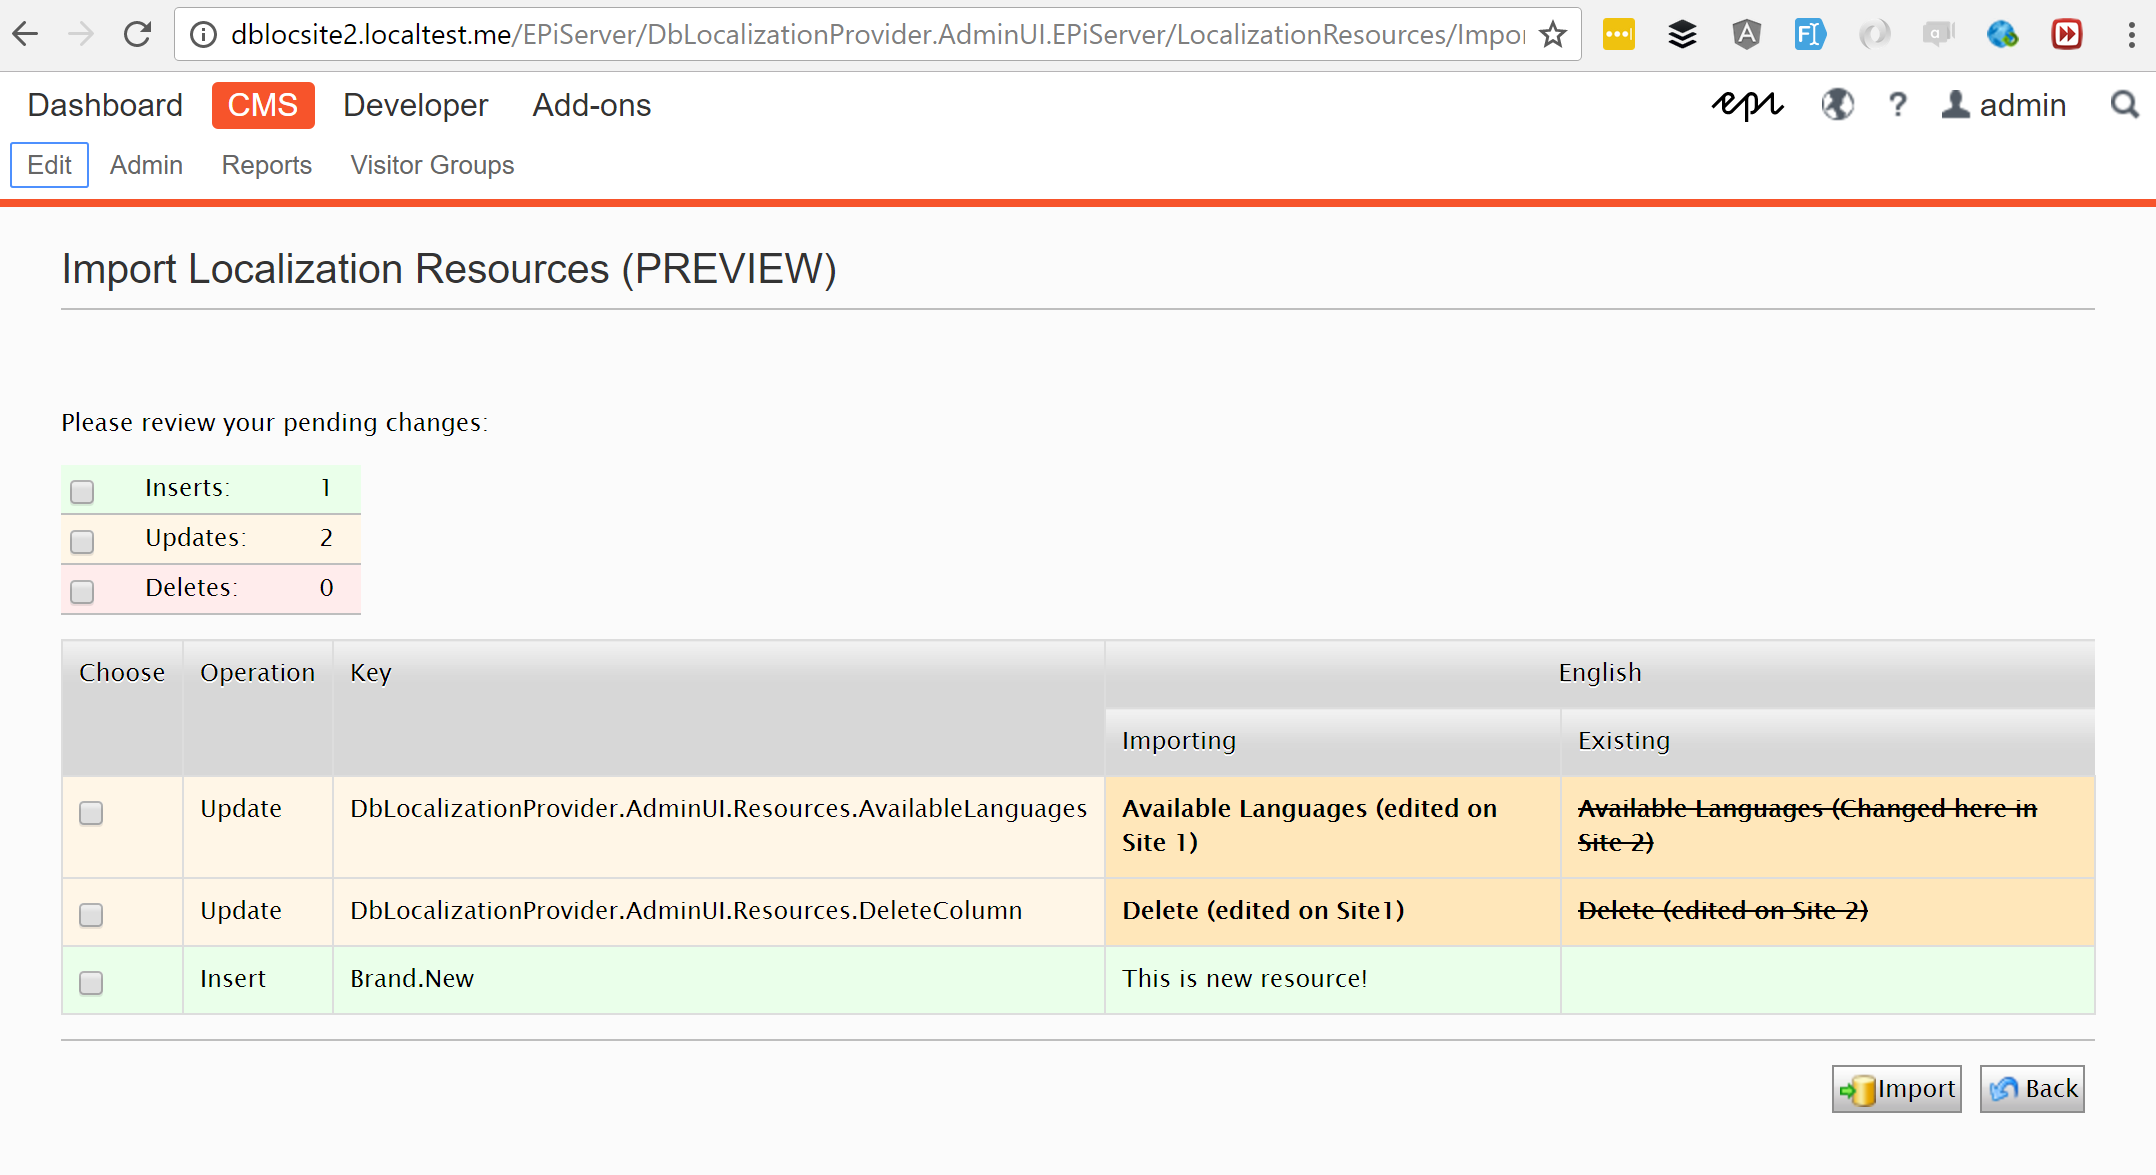 dblocsite2.localtest.me/EPiServer/DbLocalizationProvider.AdminUI.EPiServer/LocalizationResources/Impor
Dashboard CMS Developer Add-ons epi ? admin
Edit Admin Reports Visitor Groups
Import Localization Resources (PREVIEW)
Please review your pending changes:
Inserts: 1
Updates: 2
Deletes: 0
Choose Operation Key English
Importing Existing
Update DbLocalizationProvider.AdminUI.Resources.AvailableLanguages Available Languages (edited on Available Languages (Changed here in
Site 1) Site 2)
Update DbLocalizationProvider.AdminUI.Resources.DeleteColumn Delete (edited on Site1) Delete (edited on Site 2)
Insert Brand.New This is new resource!
Import Back